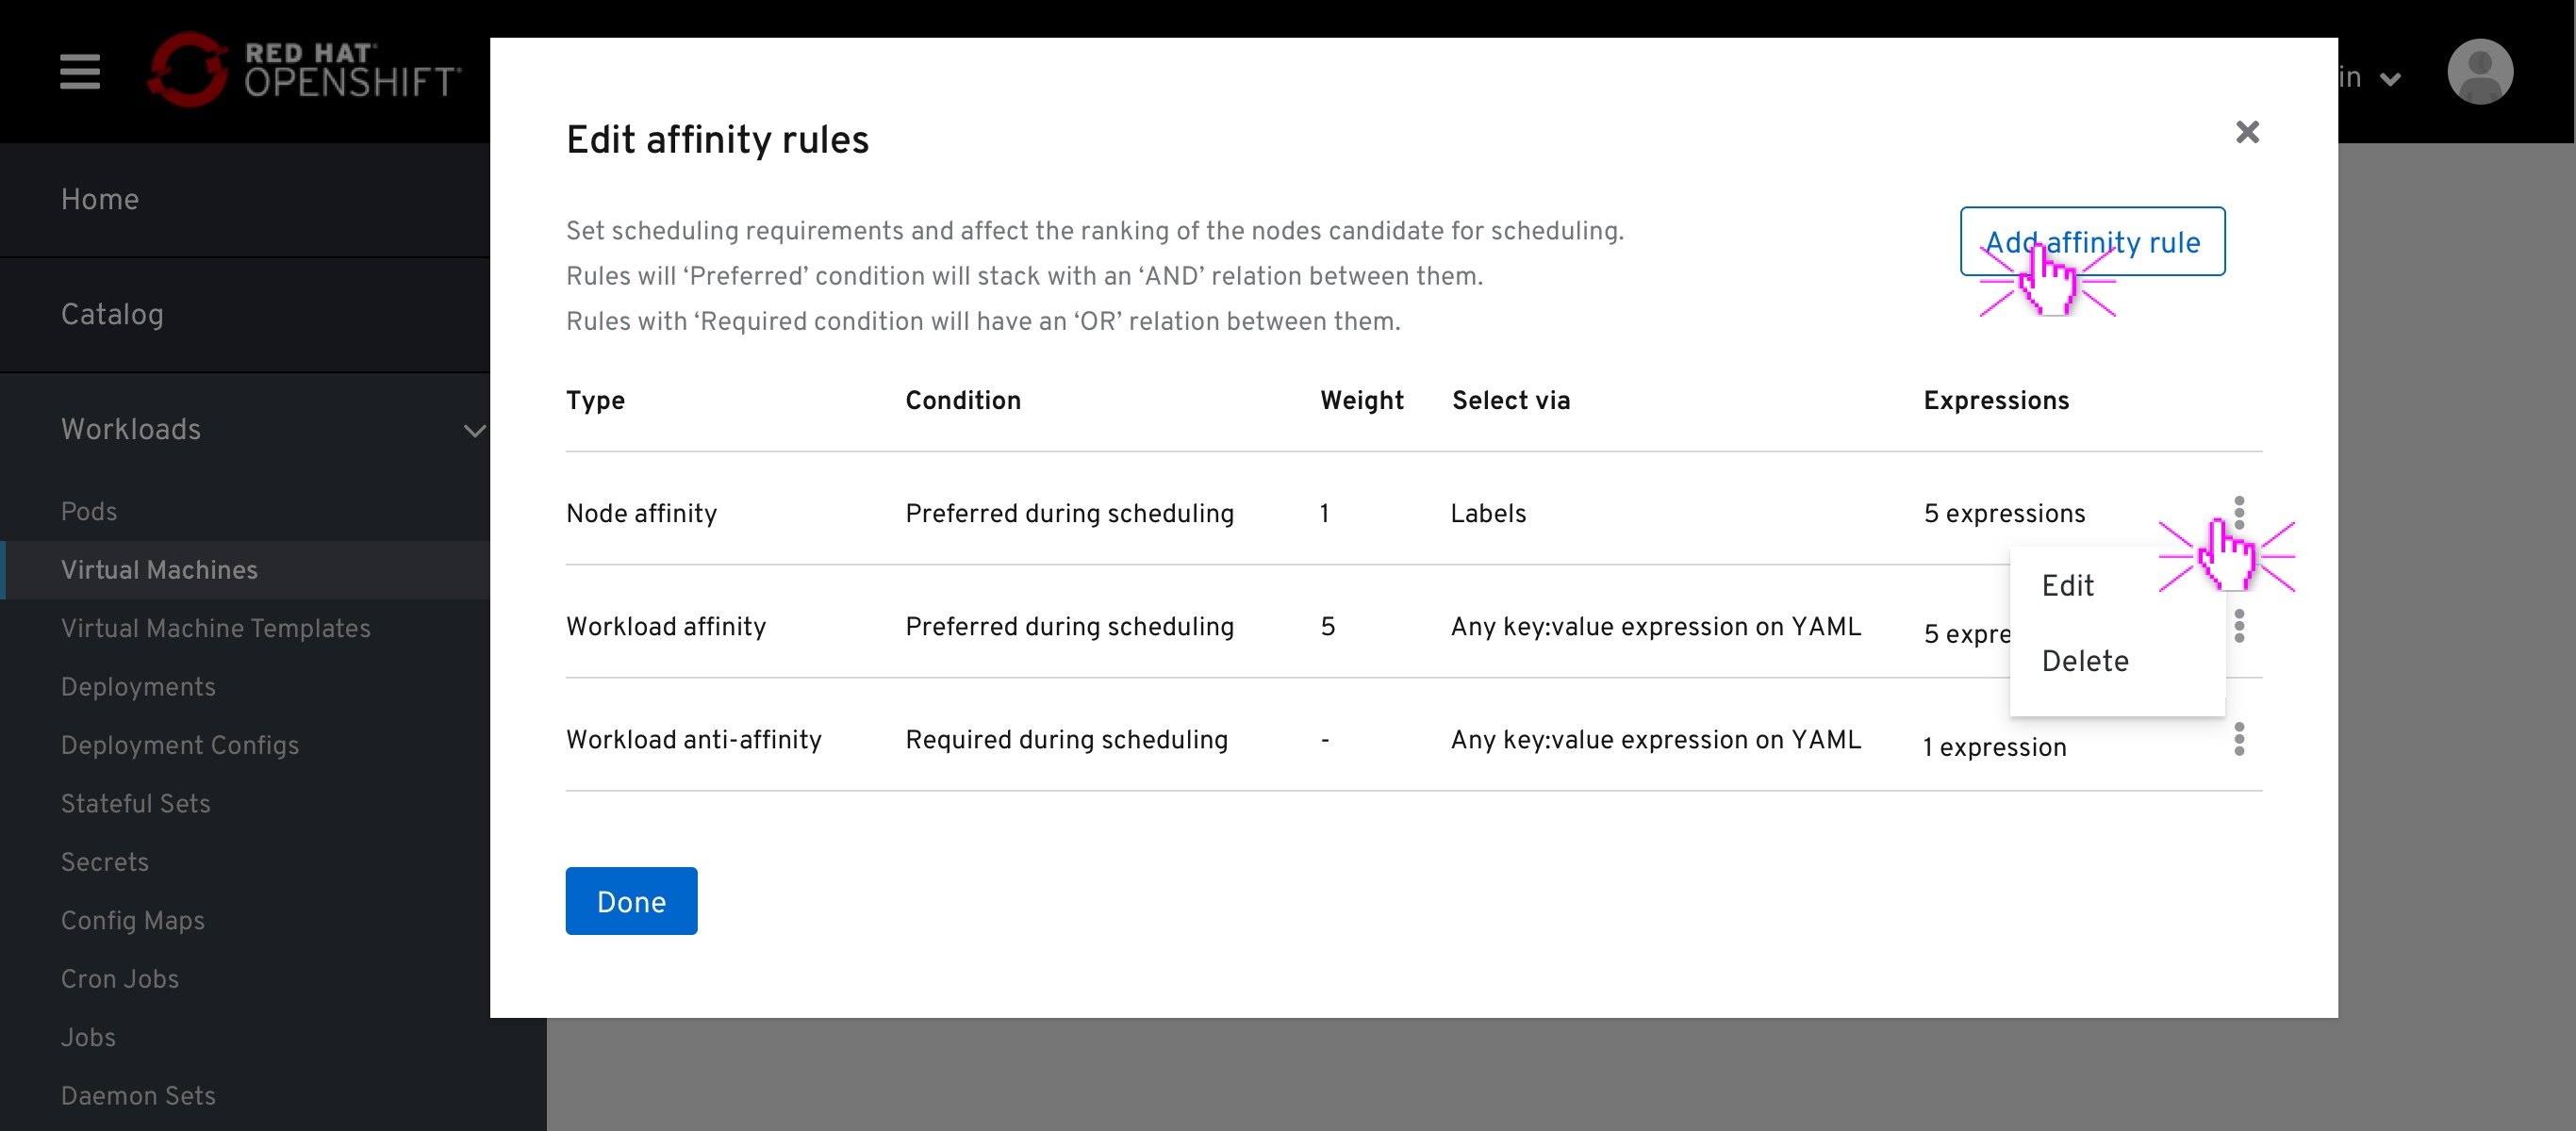 RED HAT
OPENSHIFT
in
Home
Catalog
Workloads
Pods
Virtual Machines
Virtual Machine Templates
Deployments
Deployment Configs
Stateful Sets
Secrets
Config Maps
Cron Jobs
Jobs
Daemon Sets
Edit affinity rules
Set scheduling requirements and affect the ranking of the nodes candidate for scheduling.
Rules will ‘Preferred’ condition will stack with an ‘AND’ relation between them.
Rules with ‘Required condition will have an ‘OR’ relation between them.
Add affinity rule
Type Condition Weight Select via Expressions
Node affinity Preferred during scheduling 1 Labels 5 expressions
Workload affinity Preferred during scheduling 5 Any key:value expression on YAML 5 expre
Workload anti-affinity Required during scheduling - Any key:value expression on YAML 1 expression
Edit
Delete
Done